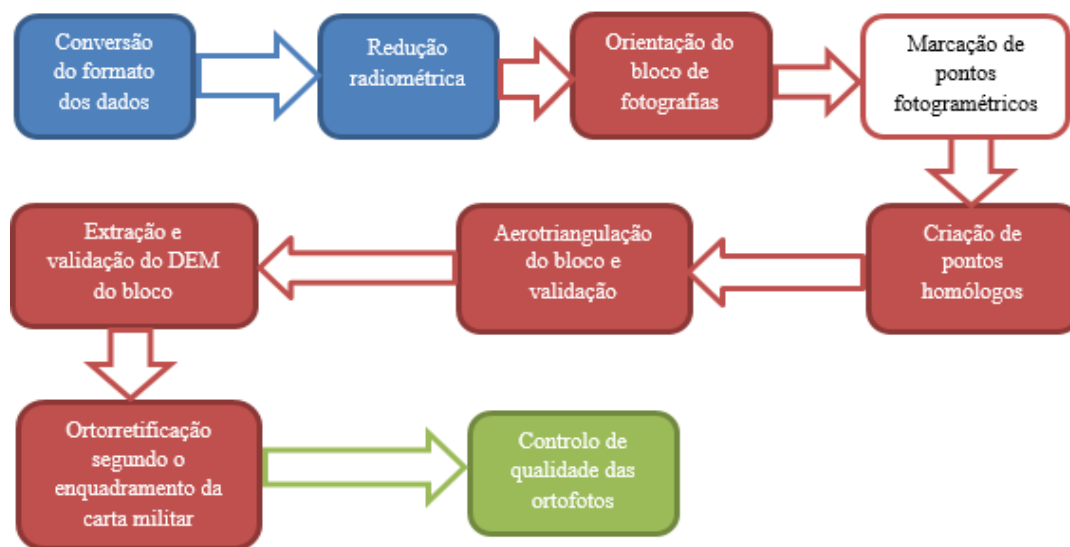 Conversão
do formato
dos dados
Redução
radiométrica
Orientação do
bloco de
fotografias
Marcação de
pontos
fotogramétricos
Criação de
pontos
homólogos
Aerotriangulação
do bloco e
validação
Extração e
validação do DEM
do bloco
Ortorretificação
segundo o
enquadramento da
carta militar
Controlo de
qualidade das
ortofotos